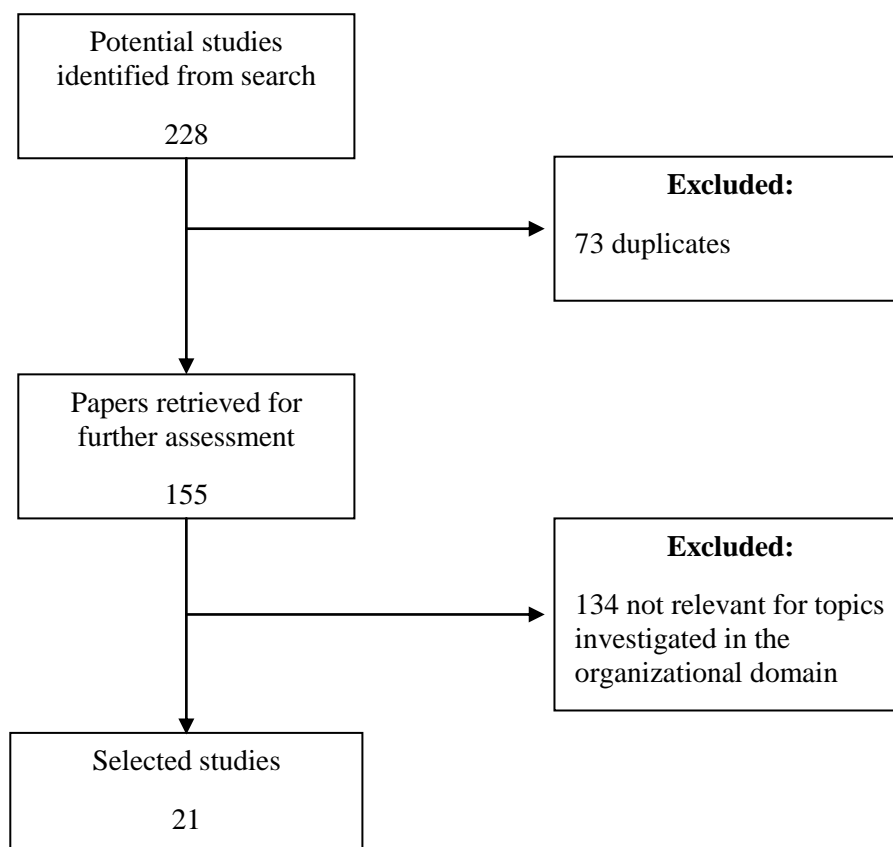 Potential studies
identified from search
228
Excluded:
73 duplicates
Papers retrieved for
further assessment
155
Excluded:
134 not relevant for topics
investigated in the
organizational domain
Selected studies
21